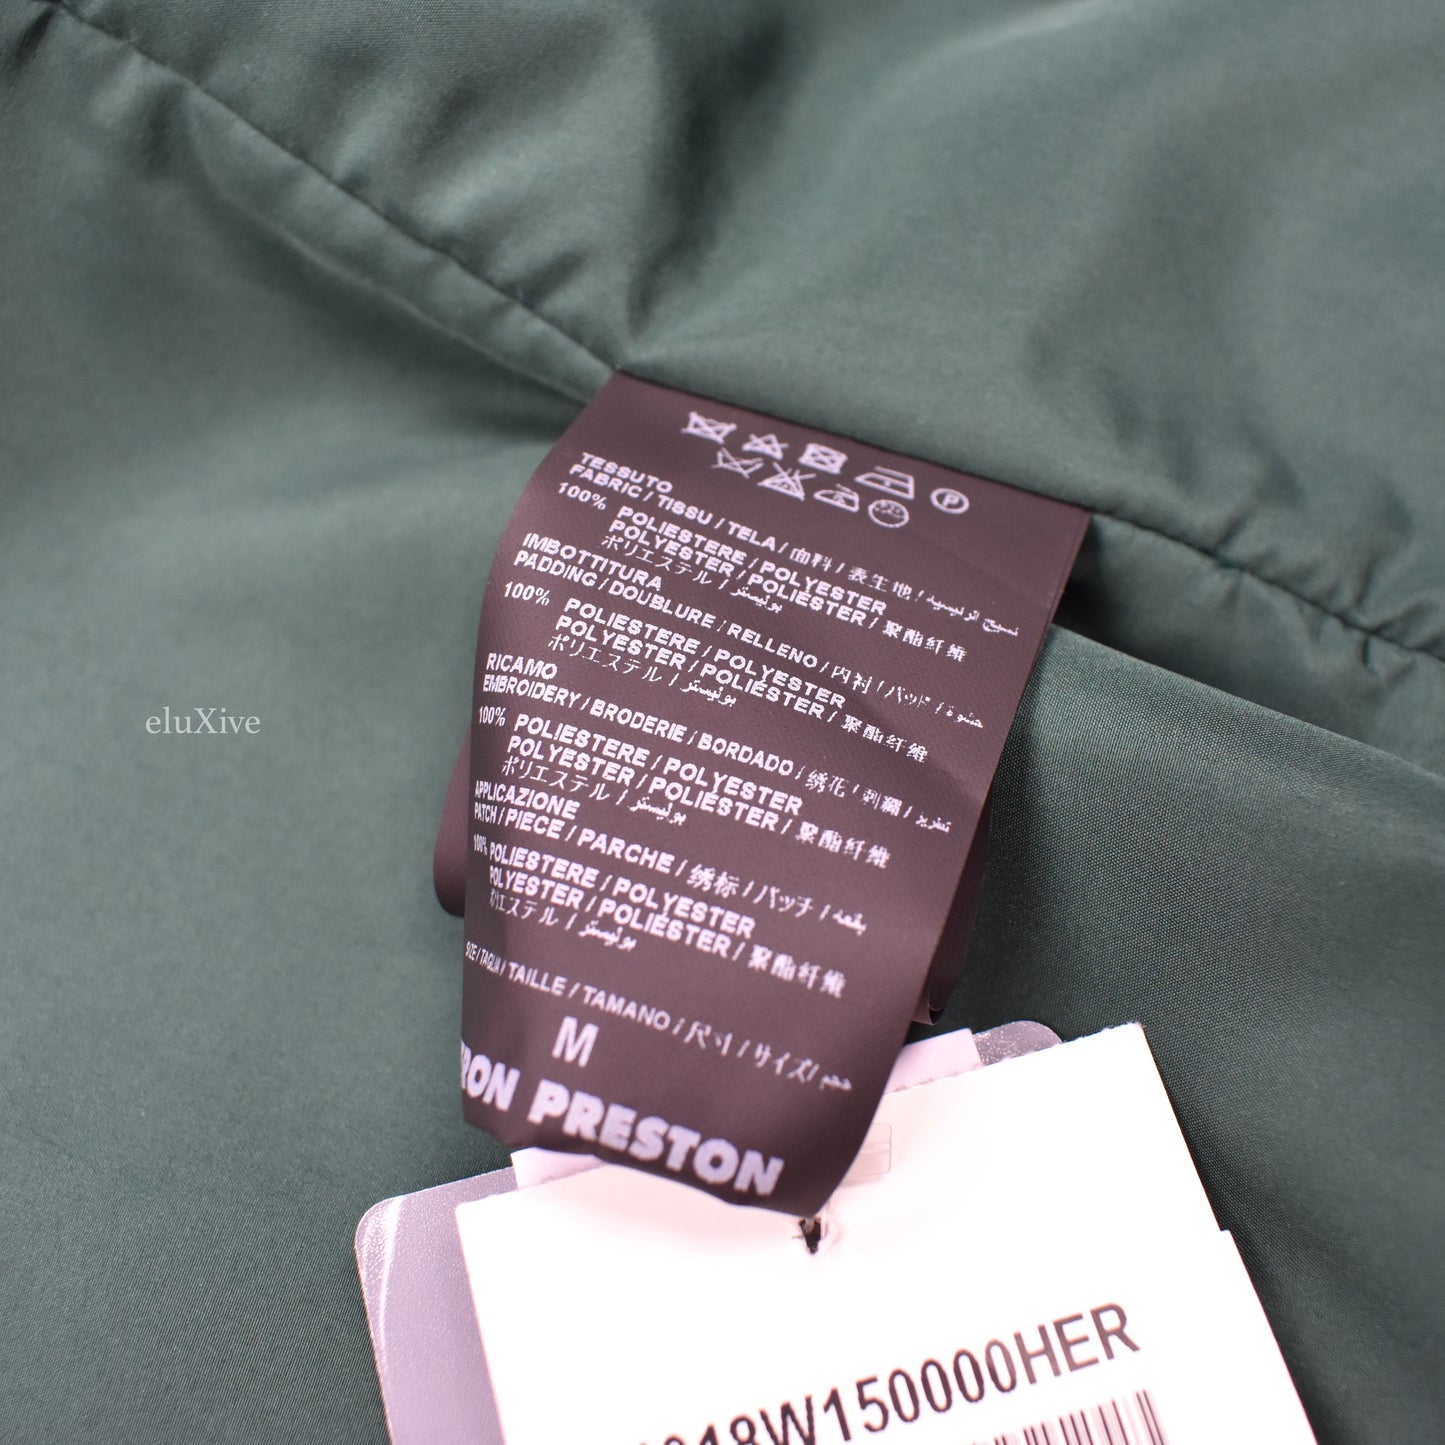 P
TESSUTO
FABRIC / TISSU / TELA / 面料 / 表生地 /
100% POLIESTERE / POLYESTER
POLYESTER / POLIÉSTER / 聚酯纤维
ポリエステル / بوليستر
IMBOTTITURA
PADDING / DOUBLURE / RELLENO / 内衬 / パッド / حشوة
100% POLIESTERE / POLYESTER
POLYESTER / POLIÉSTER / 聚酯纤维
ポリエステル / بوليستر
RICAMO
EMBROIDERY / BRODERIE / BORDADO / 绣花 / 刺繍 / تطريز
100% POLIESTERE / POLYESTER
POLYESTER / POLIÉSTER / 聚酯纤维
ポリエステル / بوليستر
APPLICAZIONE
PATCH / PIECE / PARCHE / 绣标 / パッチ / رقعة
100% POLIESTERE / POLYESTER
POLYESTER / POLIÉSTER / 聚酯纤维
ポリエステル / بوليستر
SIZE / TAGLIA / TAILLE / TAMANO / 尺寸 / サイズ / حجم
M
RON PRESTON
eluXive
018W150000HER